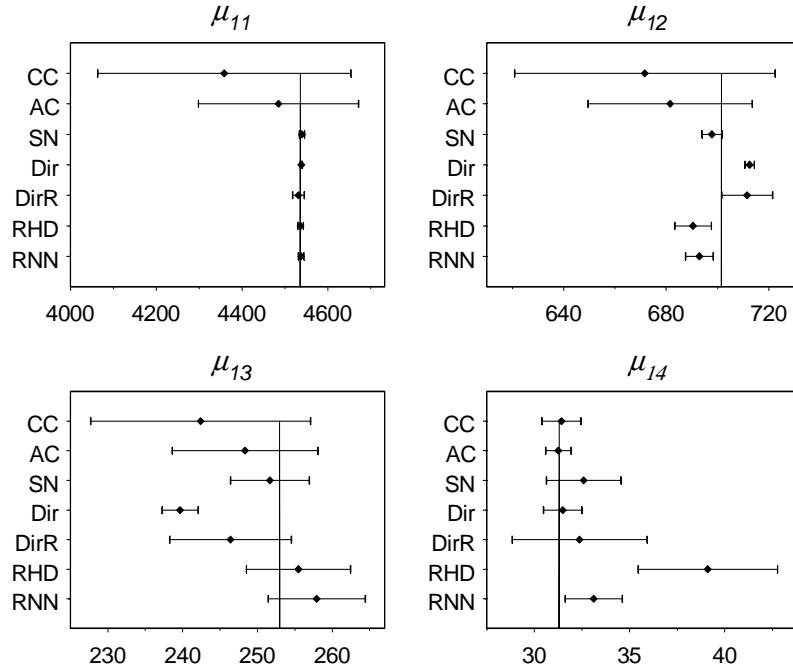 μ11
CC
AC
SN
Dir
DirR
RHD
RNN
4000 4200 4400 4600
μ12
CC
AC
SN
Dir
DirR
RHD
RNN
640 680 720
μ13
CC
AC
SN
Dir
DirR
RHD
RNN
230 240 250 260
μ14
CC
AC
SN
Dir
DirR
RHD
RNN
30 35 40